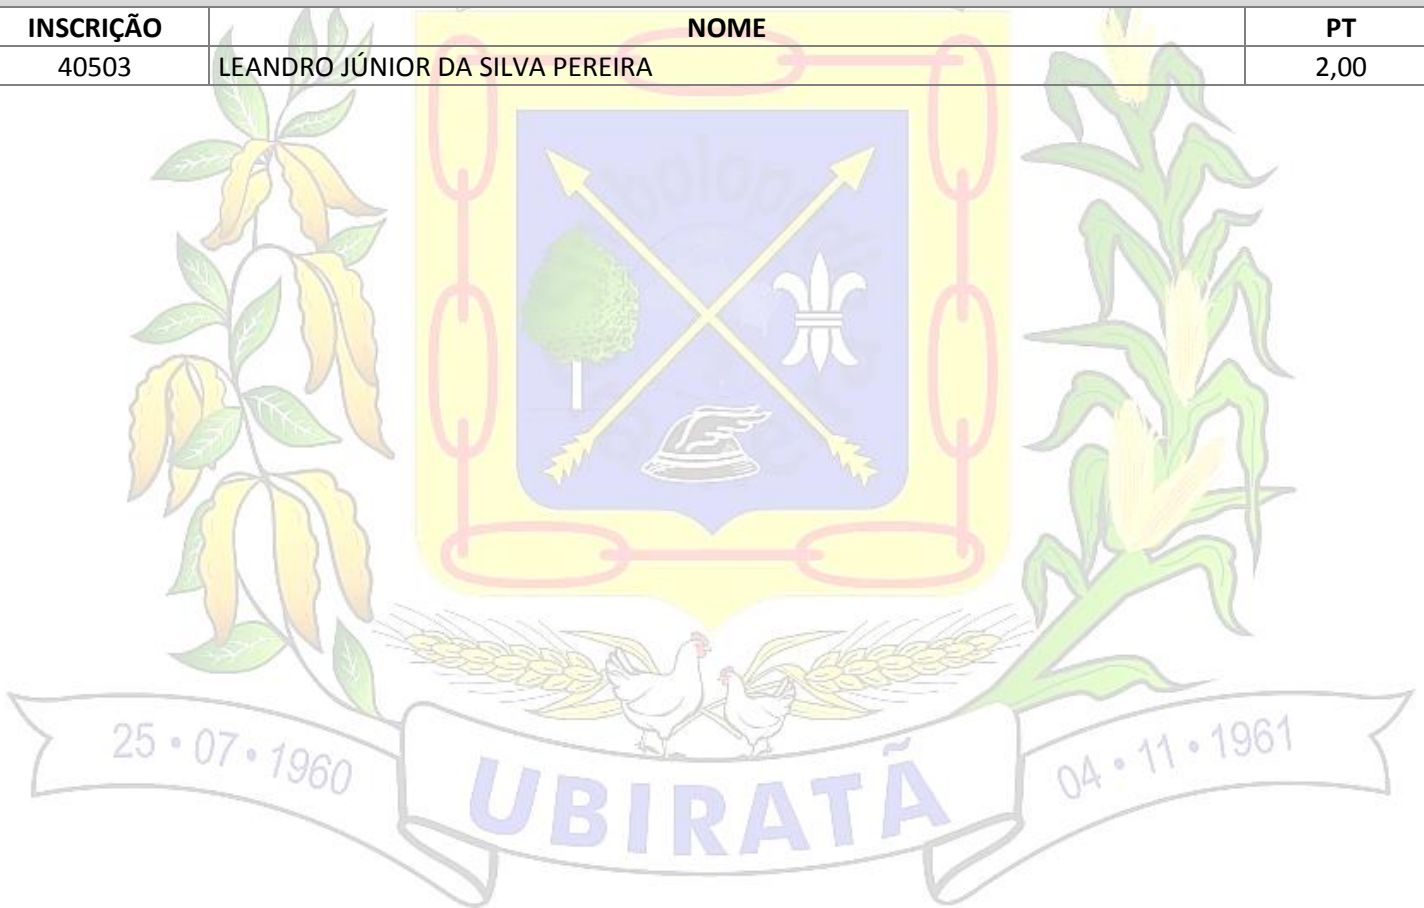 INSCRIÇÃO NOME PT
40503 LEANDRO JÚNIOR DA SILVA PEREIRA 2,00
25 • 07 • 1960 UBIRATÃ 04 • 11 • 1961